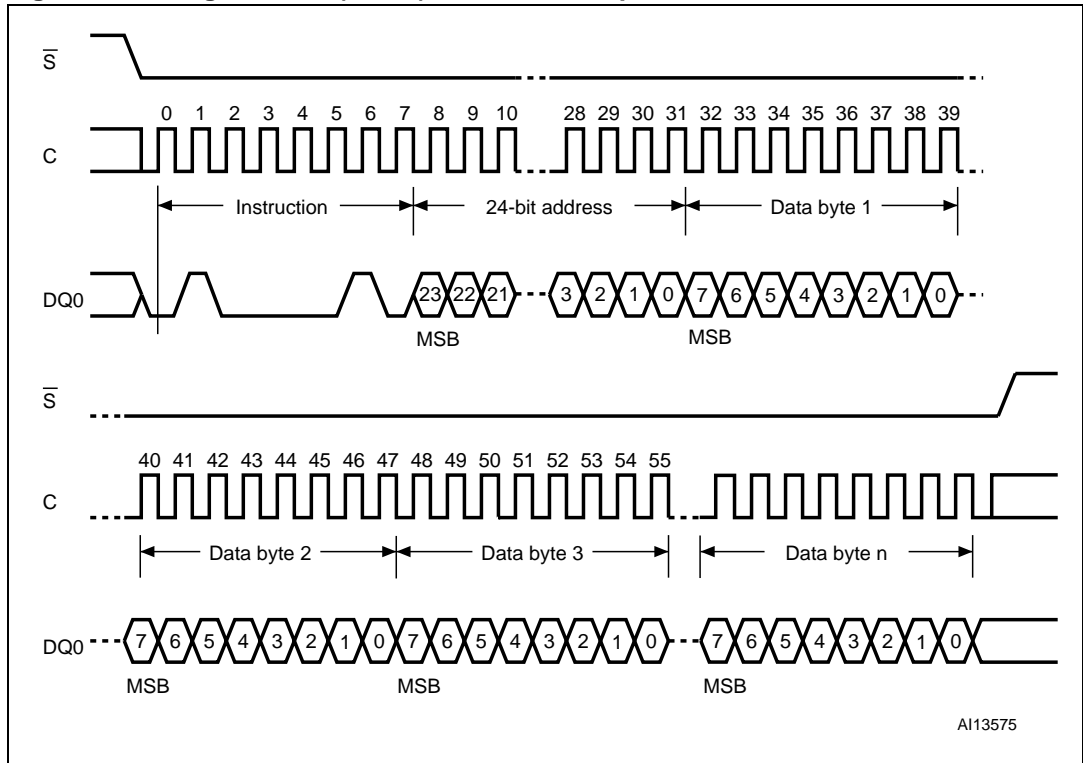 S
0 1 2 3 4 5 6 7 8 9 10 28 29 30 31 32 33 34 35 36 37 38 39
C
Instruction 24-bit address Data byte 1
DQ0 23 22 21 3 2 1 0 7 6 5 4 3 2 1 0
MSB MSB
S
40 41 42 43 44 45 46 47 48 49 50 51 52 53 54 55
C
Data byte 2 Data byte 3 Data byte n
DQ0 7 6 5 4 3 2 1 0 7 6 5 4 3 2 1 0 7 6 5 4 3 2 1 0
MSB MSB MSB
AI13575